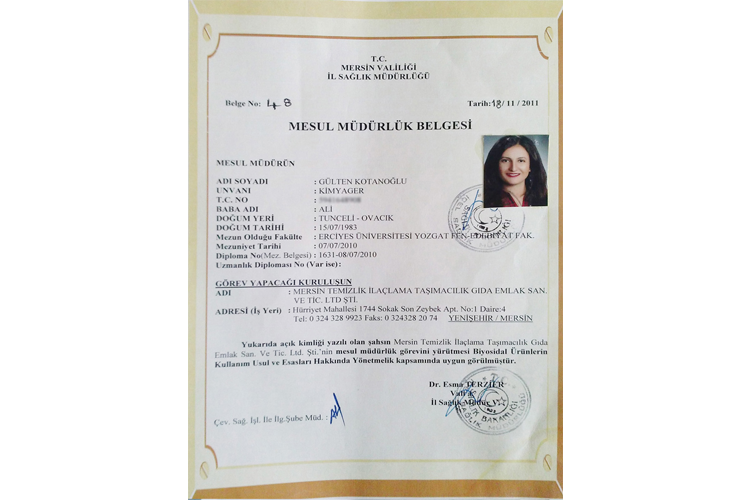 T.C.
MERSİN VALİLİĞİ
İL SAĞLIK MÜDÜRLÜĞÜ
Belge No: 48 Tarih: 18/ 11 / 2011
MESUL MÜDÜRLÜK BELGESİ
MESUL MÜDÜRÜN
ADI SOYADI : GÜLTEN KOTANOĞLU
UNVANI : KİMYAGER
T.C. NO :
BABA ADI : ALİ
DOĞUM YERİ : TUNCELİ - OVACIK
DOĞUM TARİHİ : 15/07/1983
Mezun Olduğu Fakülte : ERCİYES ÜNİVERSİTESİ YOZGAT FEN-EDEBİYAT FAK.
Mezuniyet Tarihi : 07/07/2010
Diploma No(Mez. Belgesi) : 1631-08/07/2010
Uzmanlık Diploması No (Var ise):
GÖREV YAPACAĞI KURULUŞUN
ADI : MERSİN TEMİZLİK İLAÇLAMA TAŞIMACILIK GIDA EMLAK SAN.
VE TİC. LTD ŞTİ.
ADRESİ (İş Yeri) : Hürriyet Mahallesi 1744 Sokak Son Zeybek Apt. No:1 Daire:4
Tel: 0 324 328 9923 Faks: 0 324328 20 74 YENİŞEHİR / MERSİN
Yukarıda açık kimliği yazılı olan şahsın Mersin Temizlik İlaçlama Taşımacılık Gıda
Emlak San. Ve Tic. Ltd. Şti.'nin mesul müdürlük görevini yürütmesi Biyosidal Ürünlerin
Kullanım Usul ve Esasları Hakkında Yönetmelik kapsamında uygun görülmüştür.
Dr. Esma TERZİER
Vali a.
İl Sağlık Müdür V.
Çev. Sağ. Işl. Ile Ilg.Şube Müd. :